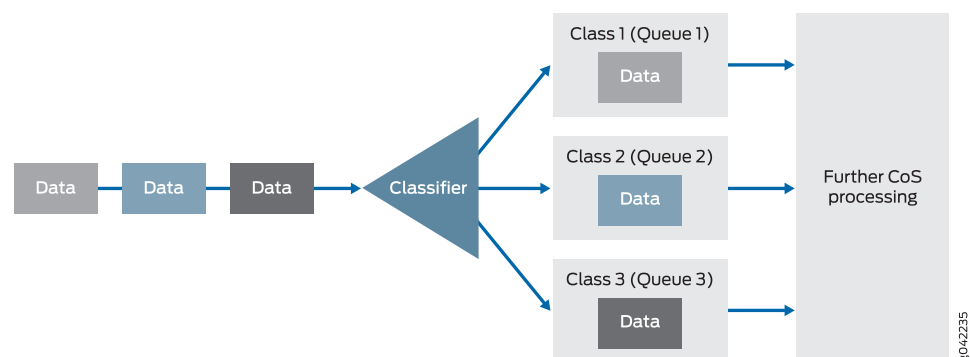 Data
Data
Data
Classifier
Class 1 (Queue 1)
Data
Class 2 (Queue 2)
Data
Class 3 (Queue 3)
Data
Further CoS
processing